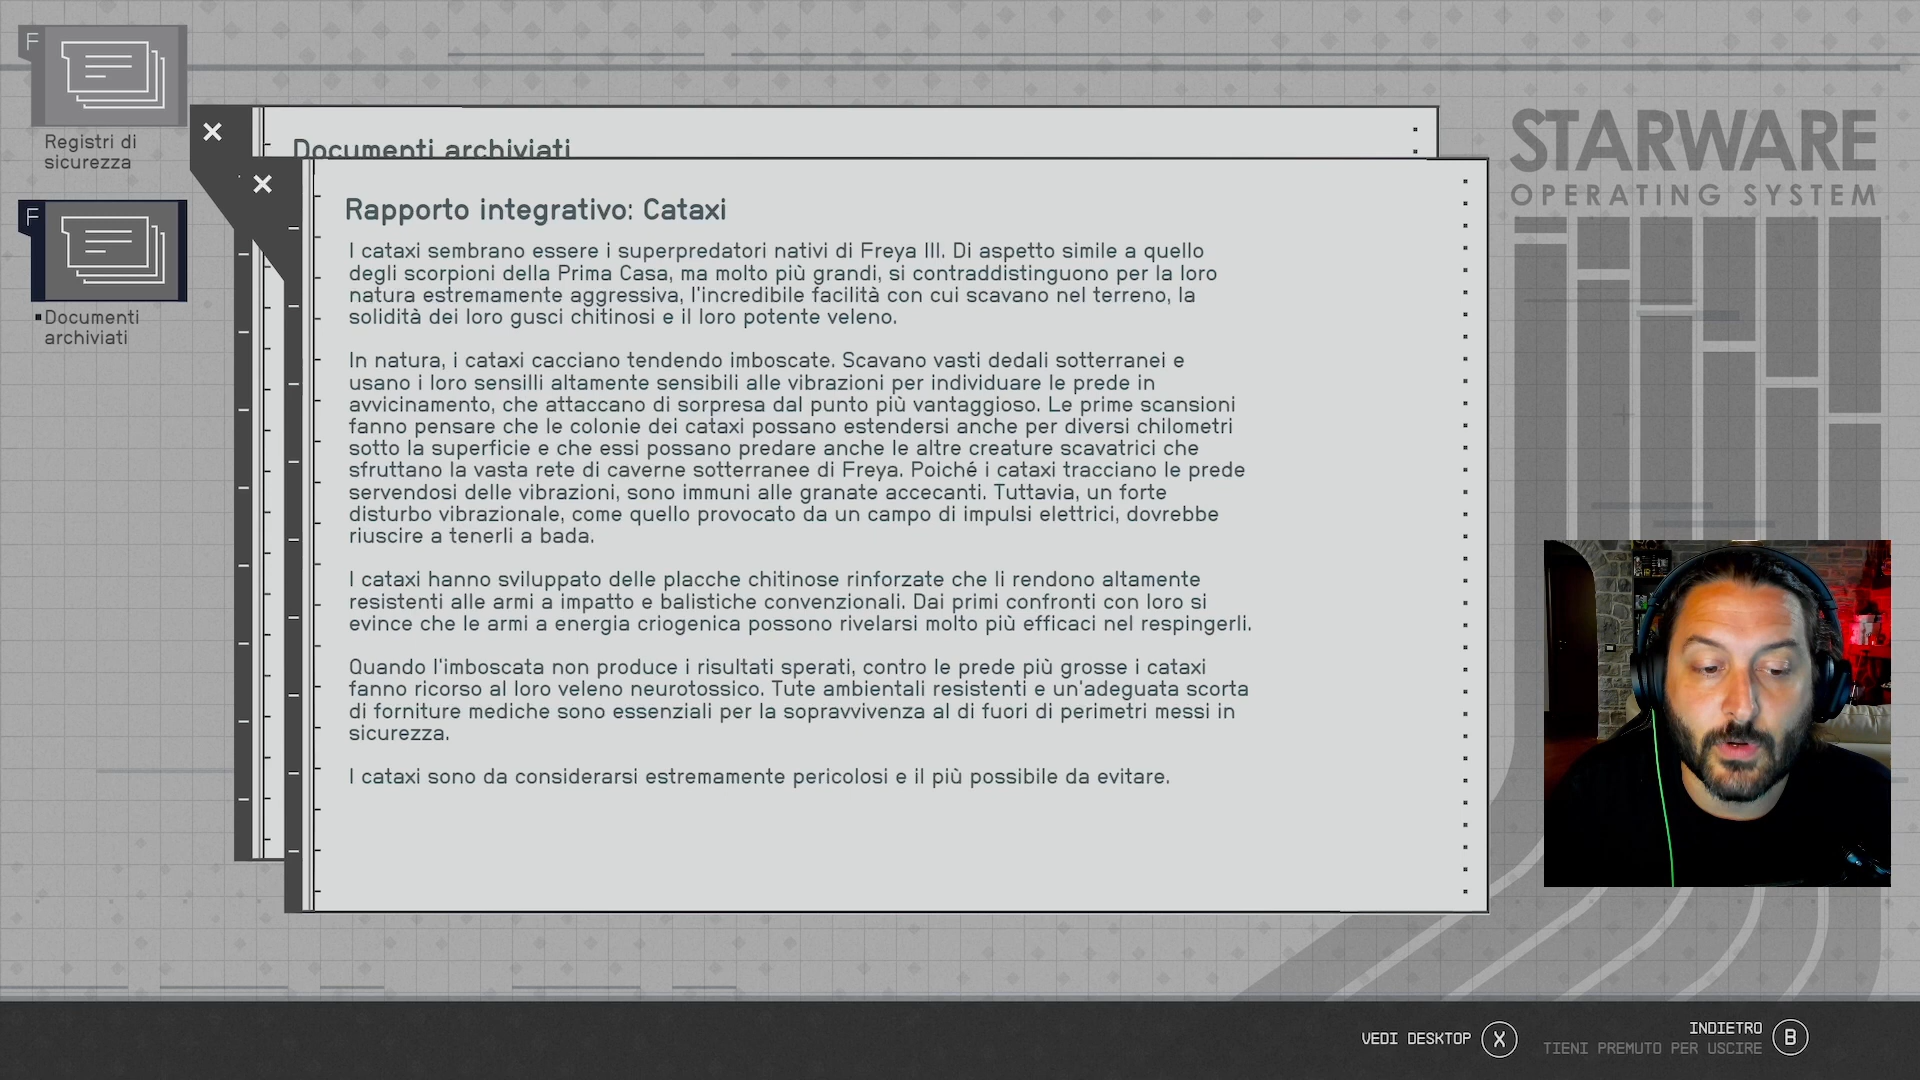 F
Registri di
sicurezza
F
Documenti
archiviati
Documenti archiviati
Rapporto integrativo: Cataxi
I cataxi sembrano essere i superpredatori nativi di Freya III. Di aspetto simile a quello
degli scorpioni della Prima Casa, ma molto più grandi, si contraddistinguono per la loro
natura estremamente aggressiva, l'incredibile facilità con cui scavano nel terreno, la
solidità dei loro gusci chitinosi e il loro potente veleno.
In natura, i cataxi cacciano tendendo imboscate. Scavano vasti dedali sotterranei e
usano i loro sensilli altamente sensibili alle vibrazioni per individuare le prede in
avvicinamento, che attaccano di sorpresa dal punto più vantaggioso. Le prime scansioni
fanno pensare che le colonie dei cataxi possano estendersi anche per diversi chilometri
sotto la superficie e che essi possano predare anche le altre creature scavatrici che
sfruttano la vasta rete di caverne sotterranee di Freya. Poiché i cataxi tracciano le prede
servendosi delle vibrazioni, sono immuni alle granate accecanti. Tuttavia, un forte
disturbo vibrazionale, come quello provocato da un campo di impulsi elettrici, dovrebbe
riuscire a tenerli a bada.
I cataxi hanno sviluppato delle placche chitinose rinforzate che li rendono altamente
resistenti alle armi a impatto e balistiche convenzionali. Dai primi confronti con loro si
evince che le armi a energia criogenica possono rivelarsi molto più efficaci nel respingerli.
Quando l'imboscata non produce i risultati sperati, contro le prede più grosse i cataxi
fanno ricorso al loro veleno neurotossico. Tute ambientali resistenti e un'adeguata scorta
di forniture mediche sono essenziali per la sopravvivenza al di fuori di perimetri messi in
sicurezza.
I cataxi sono da considerarsi estremamente pericolosi e il più possibile da evitare.
STARWARE
OPERATING SYSTEM
VEDI DESKTOP X
INDIETRO B
TIENI PREMUTO PER USCIRE